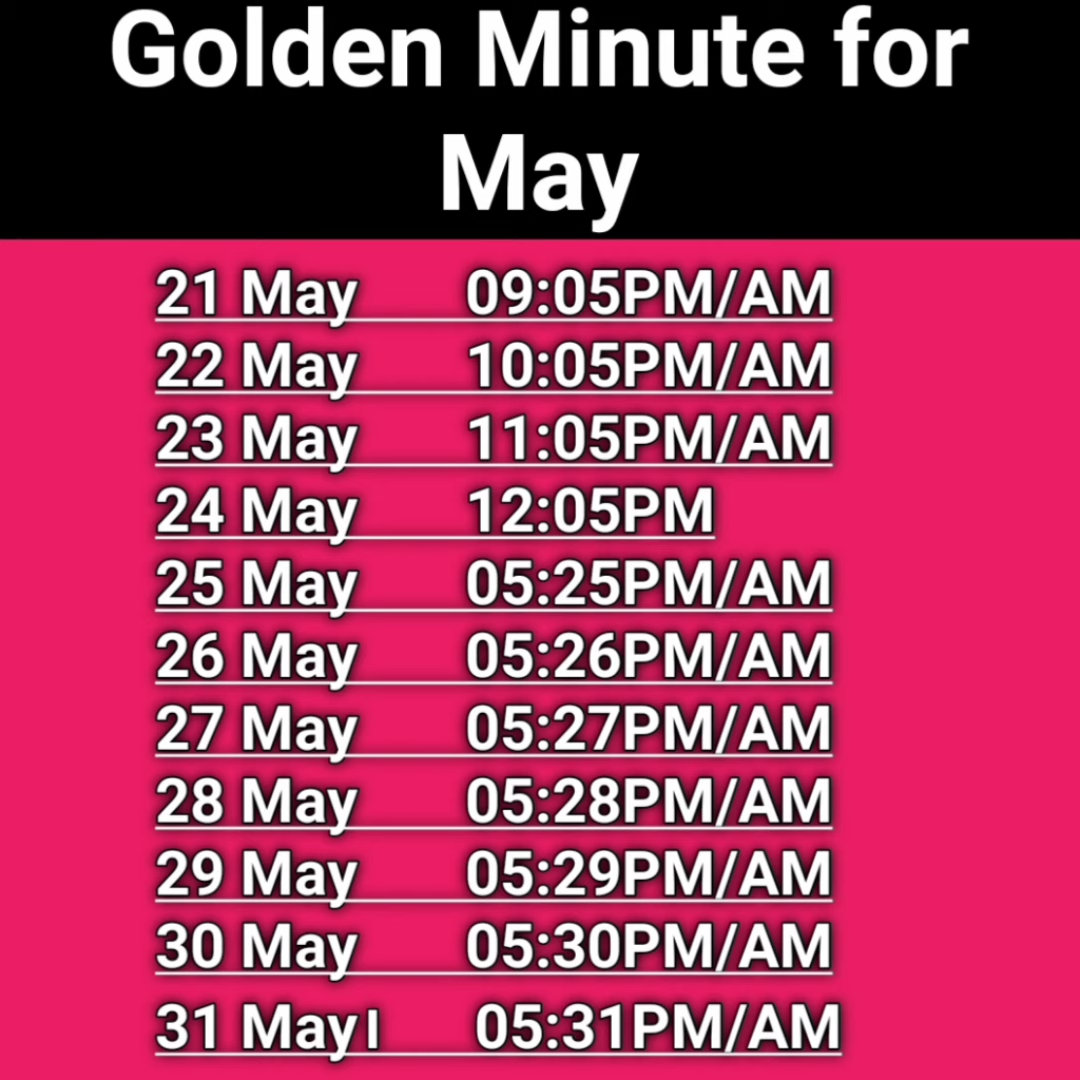 Golden Minute for
May
21 May 09:05PM/AM
22 May 10:05PM/AM
23 May 11:05PM/AM
24 May 12:05PM
25 May 05:25PM/AM
26 May 05:26PM/AM
27 May 05:27PM/AM
28 May 05:28PM/AM
29 May 05:29PM/AM
30 May 05:30PM/AM
31 May। 05:31PM/AM